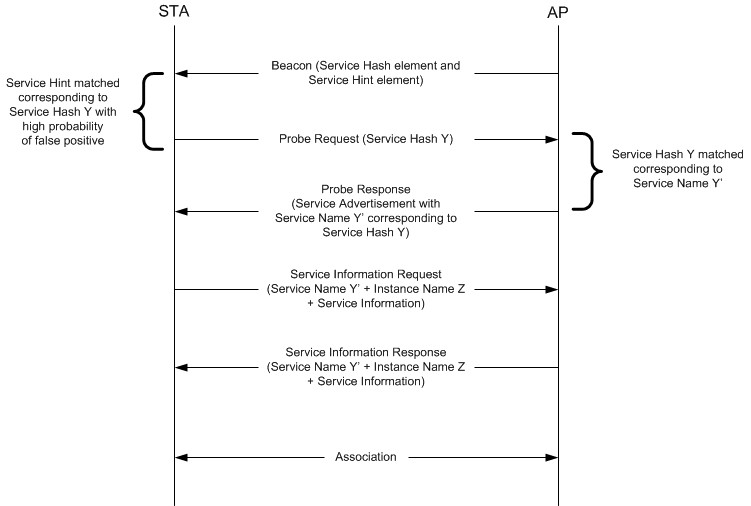 STA
AP
Beacon (Service Hash element and
Service Hint element)
Service Hint matched
corresponding to
Service Hash Y with
high probability
of false positive
Probe Request (Service Hash Y)
Service Hash Y matched
corresponding to
Service Name Y’
Probe Response
(Service Advertisement with
Service Name Y’ corresponding to
Service Hash Y)
Service Information Request
(Service Name Y’ + Instance Name Z
+ Service Information)
Service Information Response
(Service Name Y’ + Instance Name Z
+ Service Information)
Association